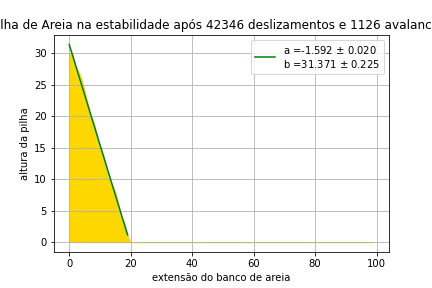 lha de Areia na estabilidade após 42346 deslizamentos e 1126 avalanc
a =-1.592 ± 0.020
b =31.371 ± 0.225
altura da pilha
30
25
20
15
10
5
0
0 20 40 60 80 100
extensão do banco de areia